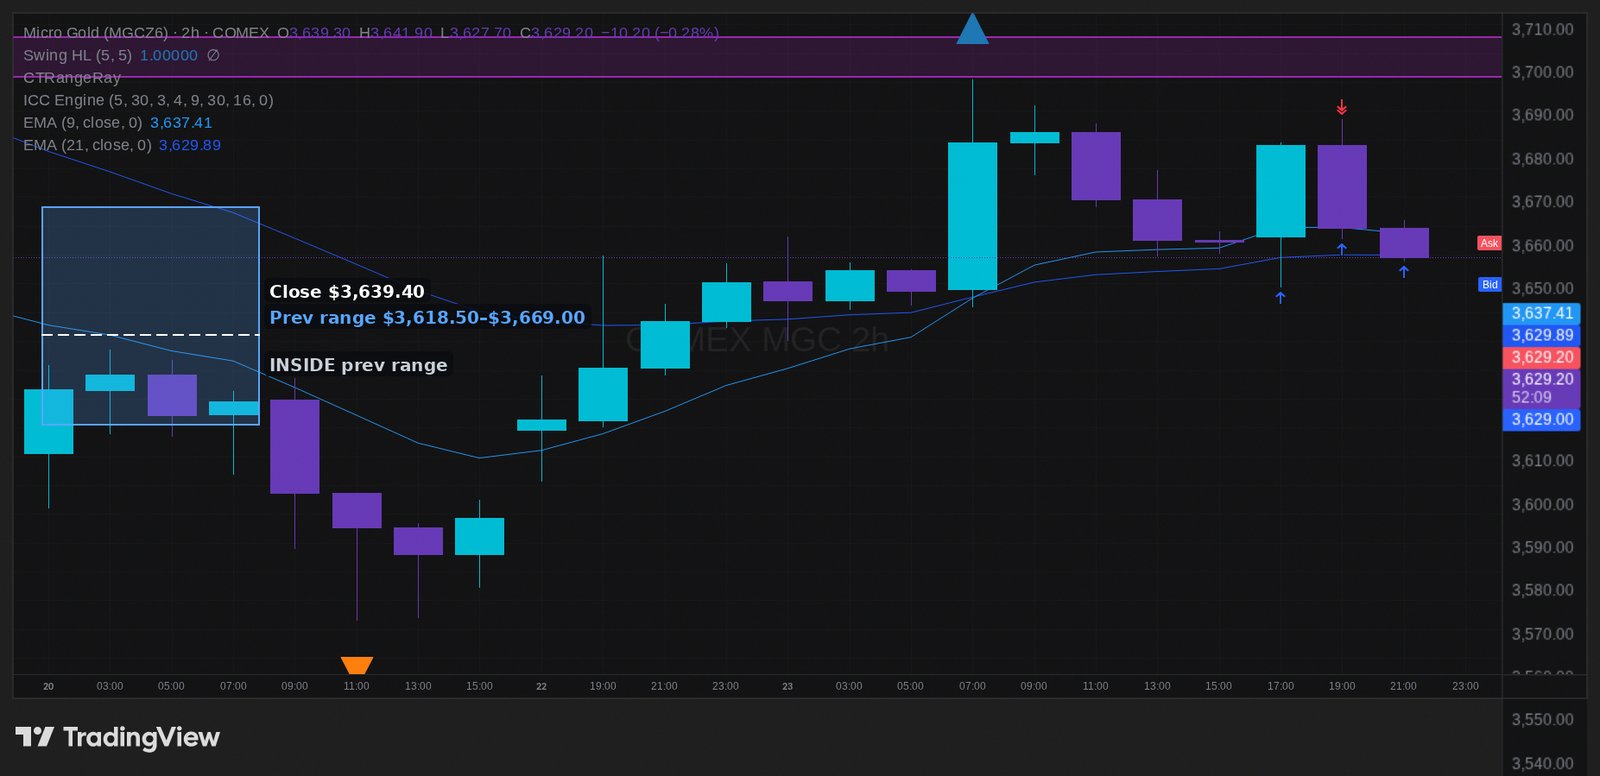 Micro Gold (MGCZ6) · 2h · COMEX O3,639.30 H3,641.90 L3,627.70 C3,629.20 −10.20 (−0.28%)
Swing HL (5, 5) 1.00000 ∅
CTRangeRay
ICC Engine (5, 30, 3, 4, 9, 30, 16, 0)
EMA (9, close, 0) 3,637.41
EMA (21, close, 0) 3,629.89
Close $3,639.40
Prev range $3,618.50–$3,669.00
INSIDE prev range
COMEX MGC 2h
3,710.00
3,700.00
3,690.00
3,680.00
3,670.00
Ask
3,660.00
Bid
3,650.00
3,637.41
3,629.89
3,629.20
3,629.20
52:09
3,629.00
3,610.00
3,600.00
3,590.00
3,580.00
3,570.00
3,560.00
3,550.00
3,540.00
20 03:00 05:00 07:00 09:00 11:00 13:00 15:00 22 19:00 21:00 23:00 23 03:00 05:00 07:00 09:00 11:00 13:00 15:00 17:00 19:00 21:00 23:00
TradingView